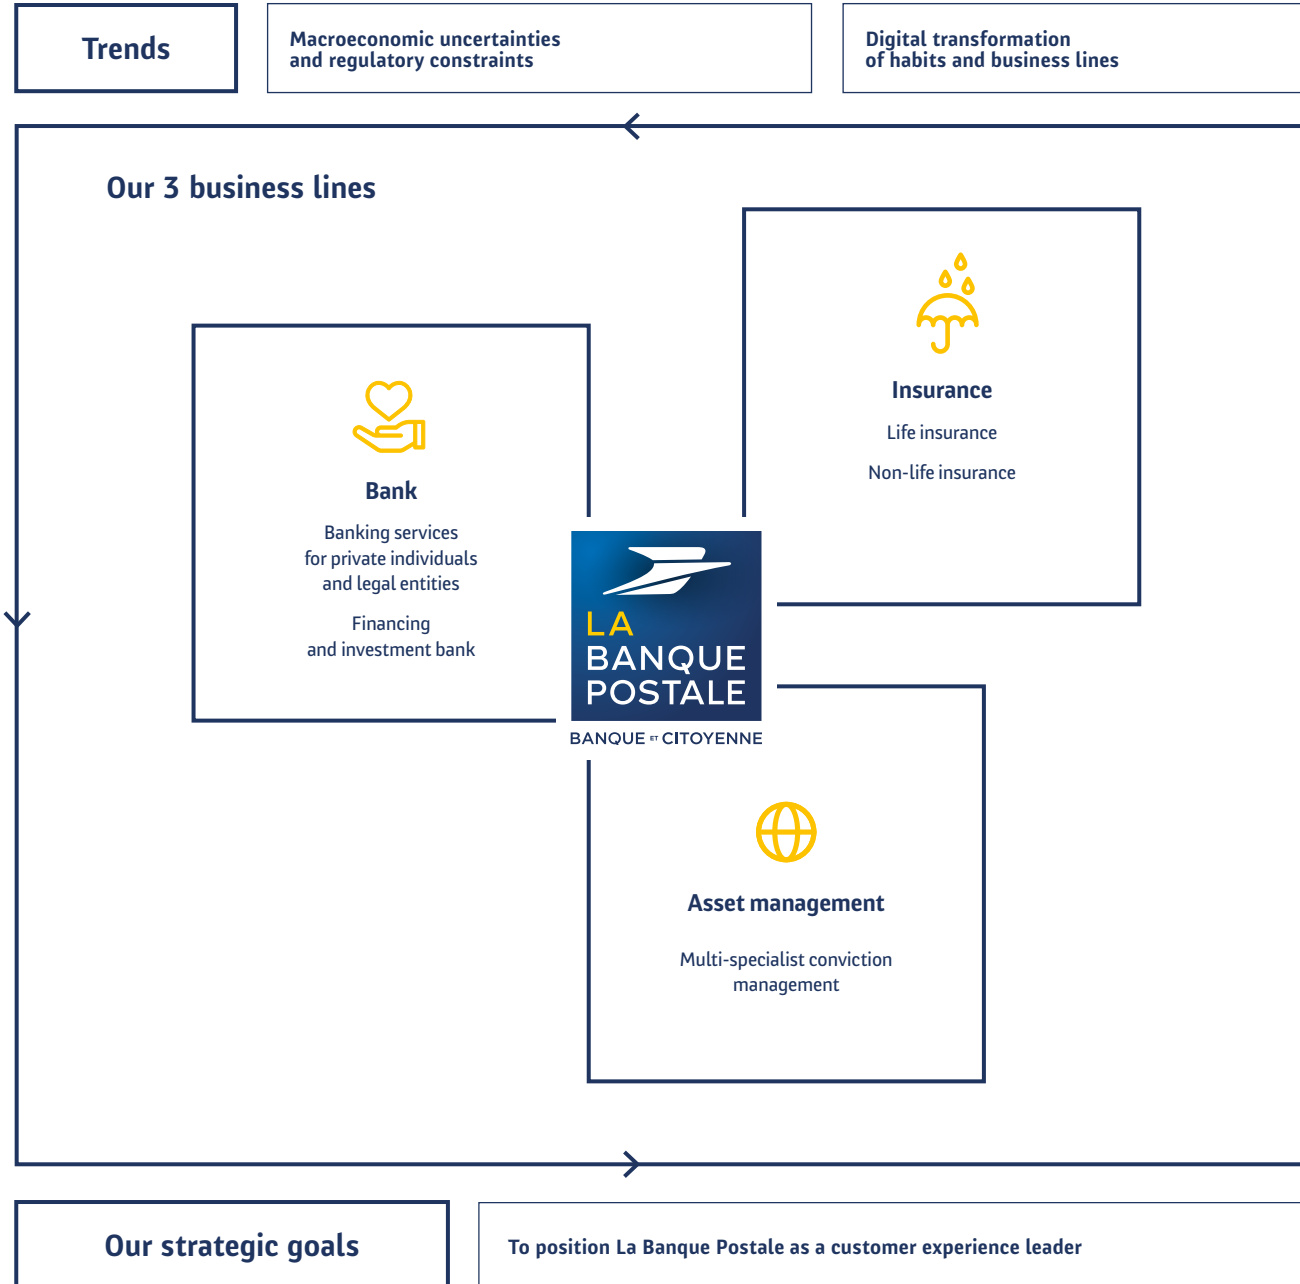 Trends
Macroeconomic uncertainties
and regulatory constraints
Digital transformation
of habits and business lines
Our 3 business lines
Bank
Banking services
for private individuals
and legal entities
Financing
and investment bank
Insurance
Life insurance
Non-life insurance
LA
BANQUE
POSTALE
BANQUE ET CITOYENNE
Asset management
Multi-specialist conviction
management
Our strategic goals
To position La Banque Postale as a customer experience leader